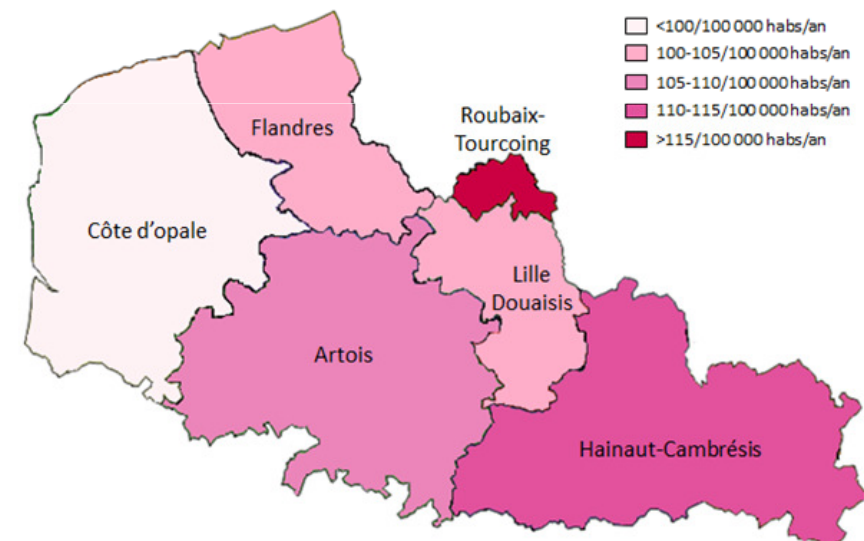 <100/100 000 habs/an
100-105/100 000 habs/an
105-110/100 000 habs/an
110-115/100 000 habs/an
>115/100 000 habs/an
Roubaix-
Tourcoing
Flandres
Côte d'opale
Lille
Douaisis
Artois
Hainaut-Cambrésis